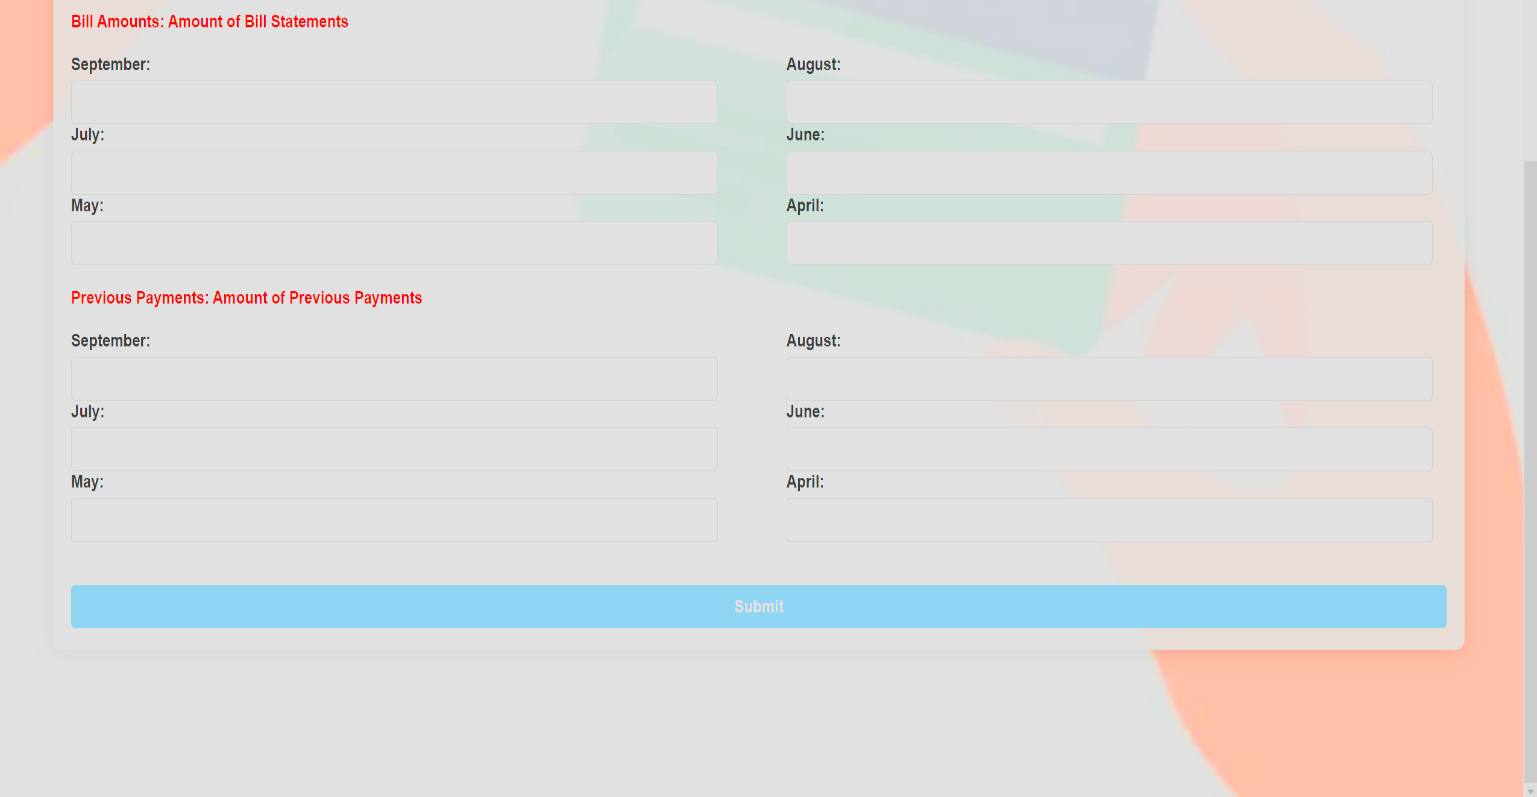 Bill Amounts: Amount of Bill Statements
September:
August:
July:
June:
May:
April:
Previous Payments: Amount of Previous Payments
September:
August:
July:
June:
May:
April:
Submit